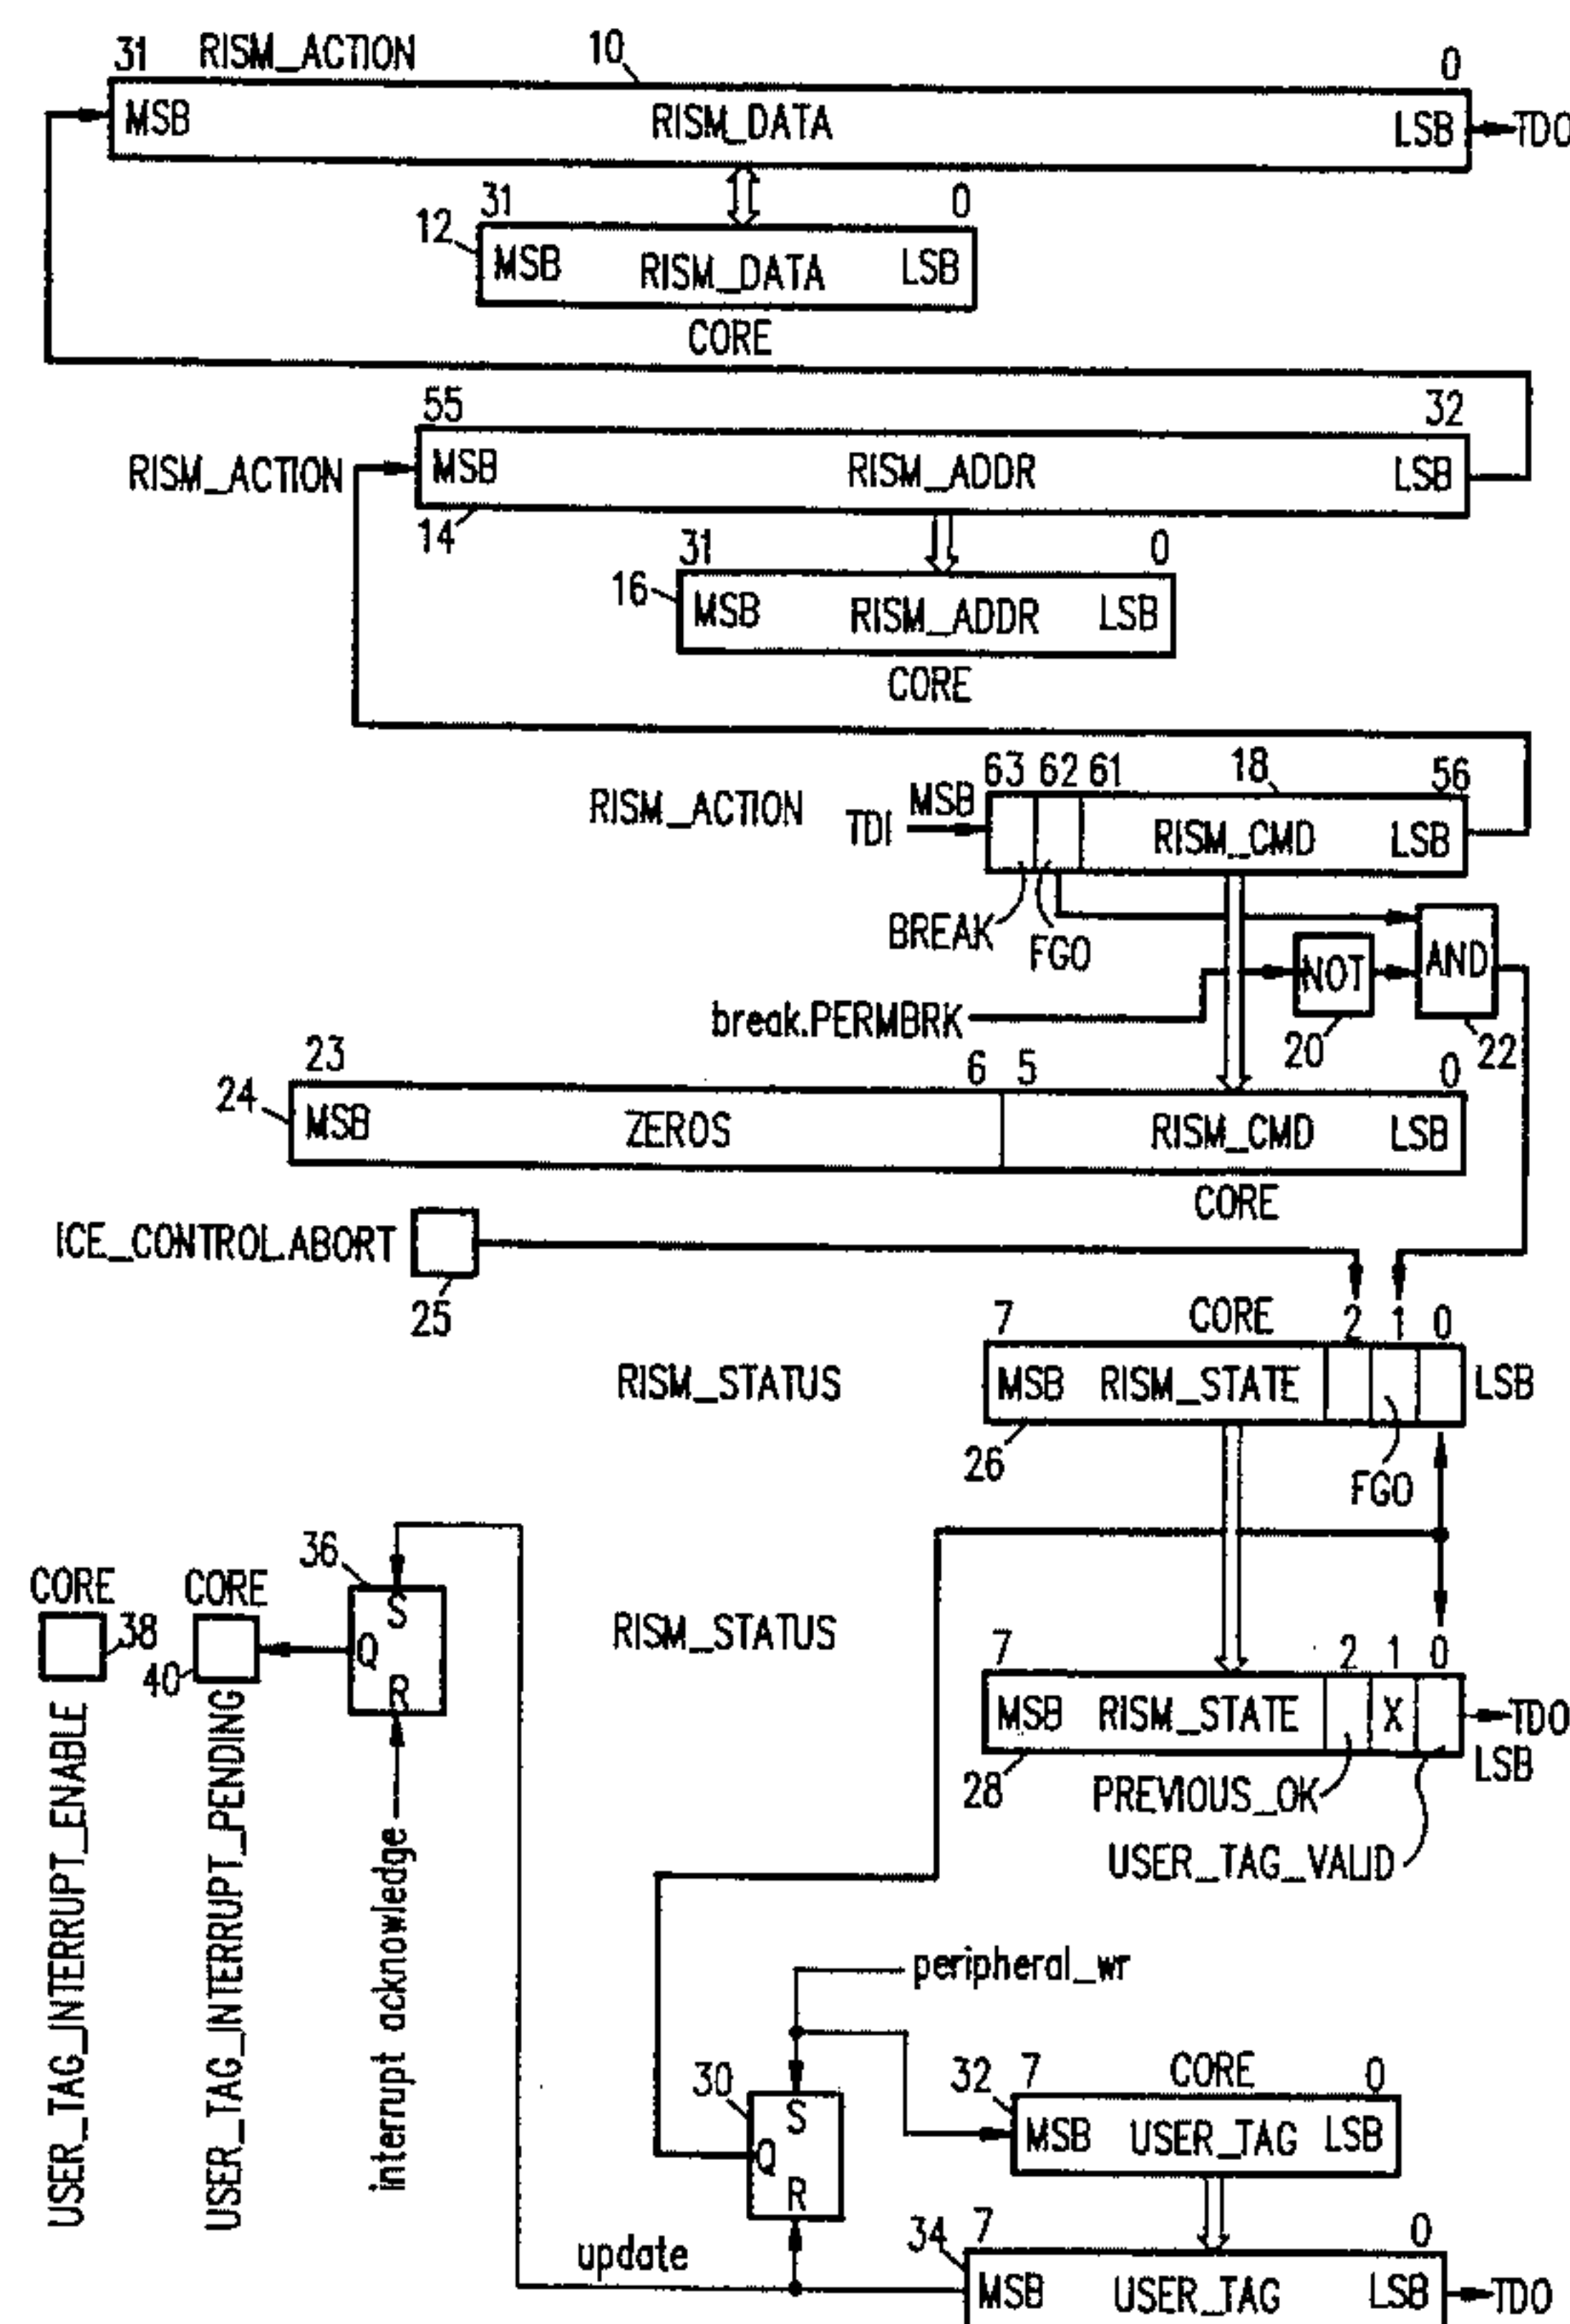 31 RISM_ACTION 10 0
MSB RISM_DATA LSB TDO
31 0
12 MSB RISM_DATA LSB
CORE
55 32
RISM_ACTION MSB RISM_ADDR LSB
14
31 0
16 MSB RISM_ADDR LSB
CORE
63 62 61 18 56
RISM_ACTION TDI MSB RISM_CMD LSB
BREAK FGO NOT AND
break.PERMBRK
20 22
23 6 5 0
24 MSB ZEROS RISM_CMD LSB
CORE
ICE_CONTROL.ABORT
25
7 CORE 2 1 0
RISM_STATUS MSB RISM_STATE LSB
26
FGO
36
CORE CORE S
38 Q RISM_STATUS
40 R
7 2 1 0
MSB RISM_STATE X TDO
LSB
28 PREVIOUS_OK
USER_TAG_VALID
USER_TAG_INTERRUPT_ENABLE
USER_TAG_INTERRUPT_PENDING
interrupt acknowledge
peripheral_wr
30 S 32 7 CORE 0
Q MSB USER_TAG LSB
R
update 34 7 0
MSB USER_TAG LSB TDO